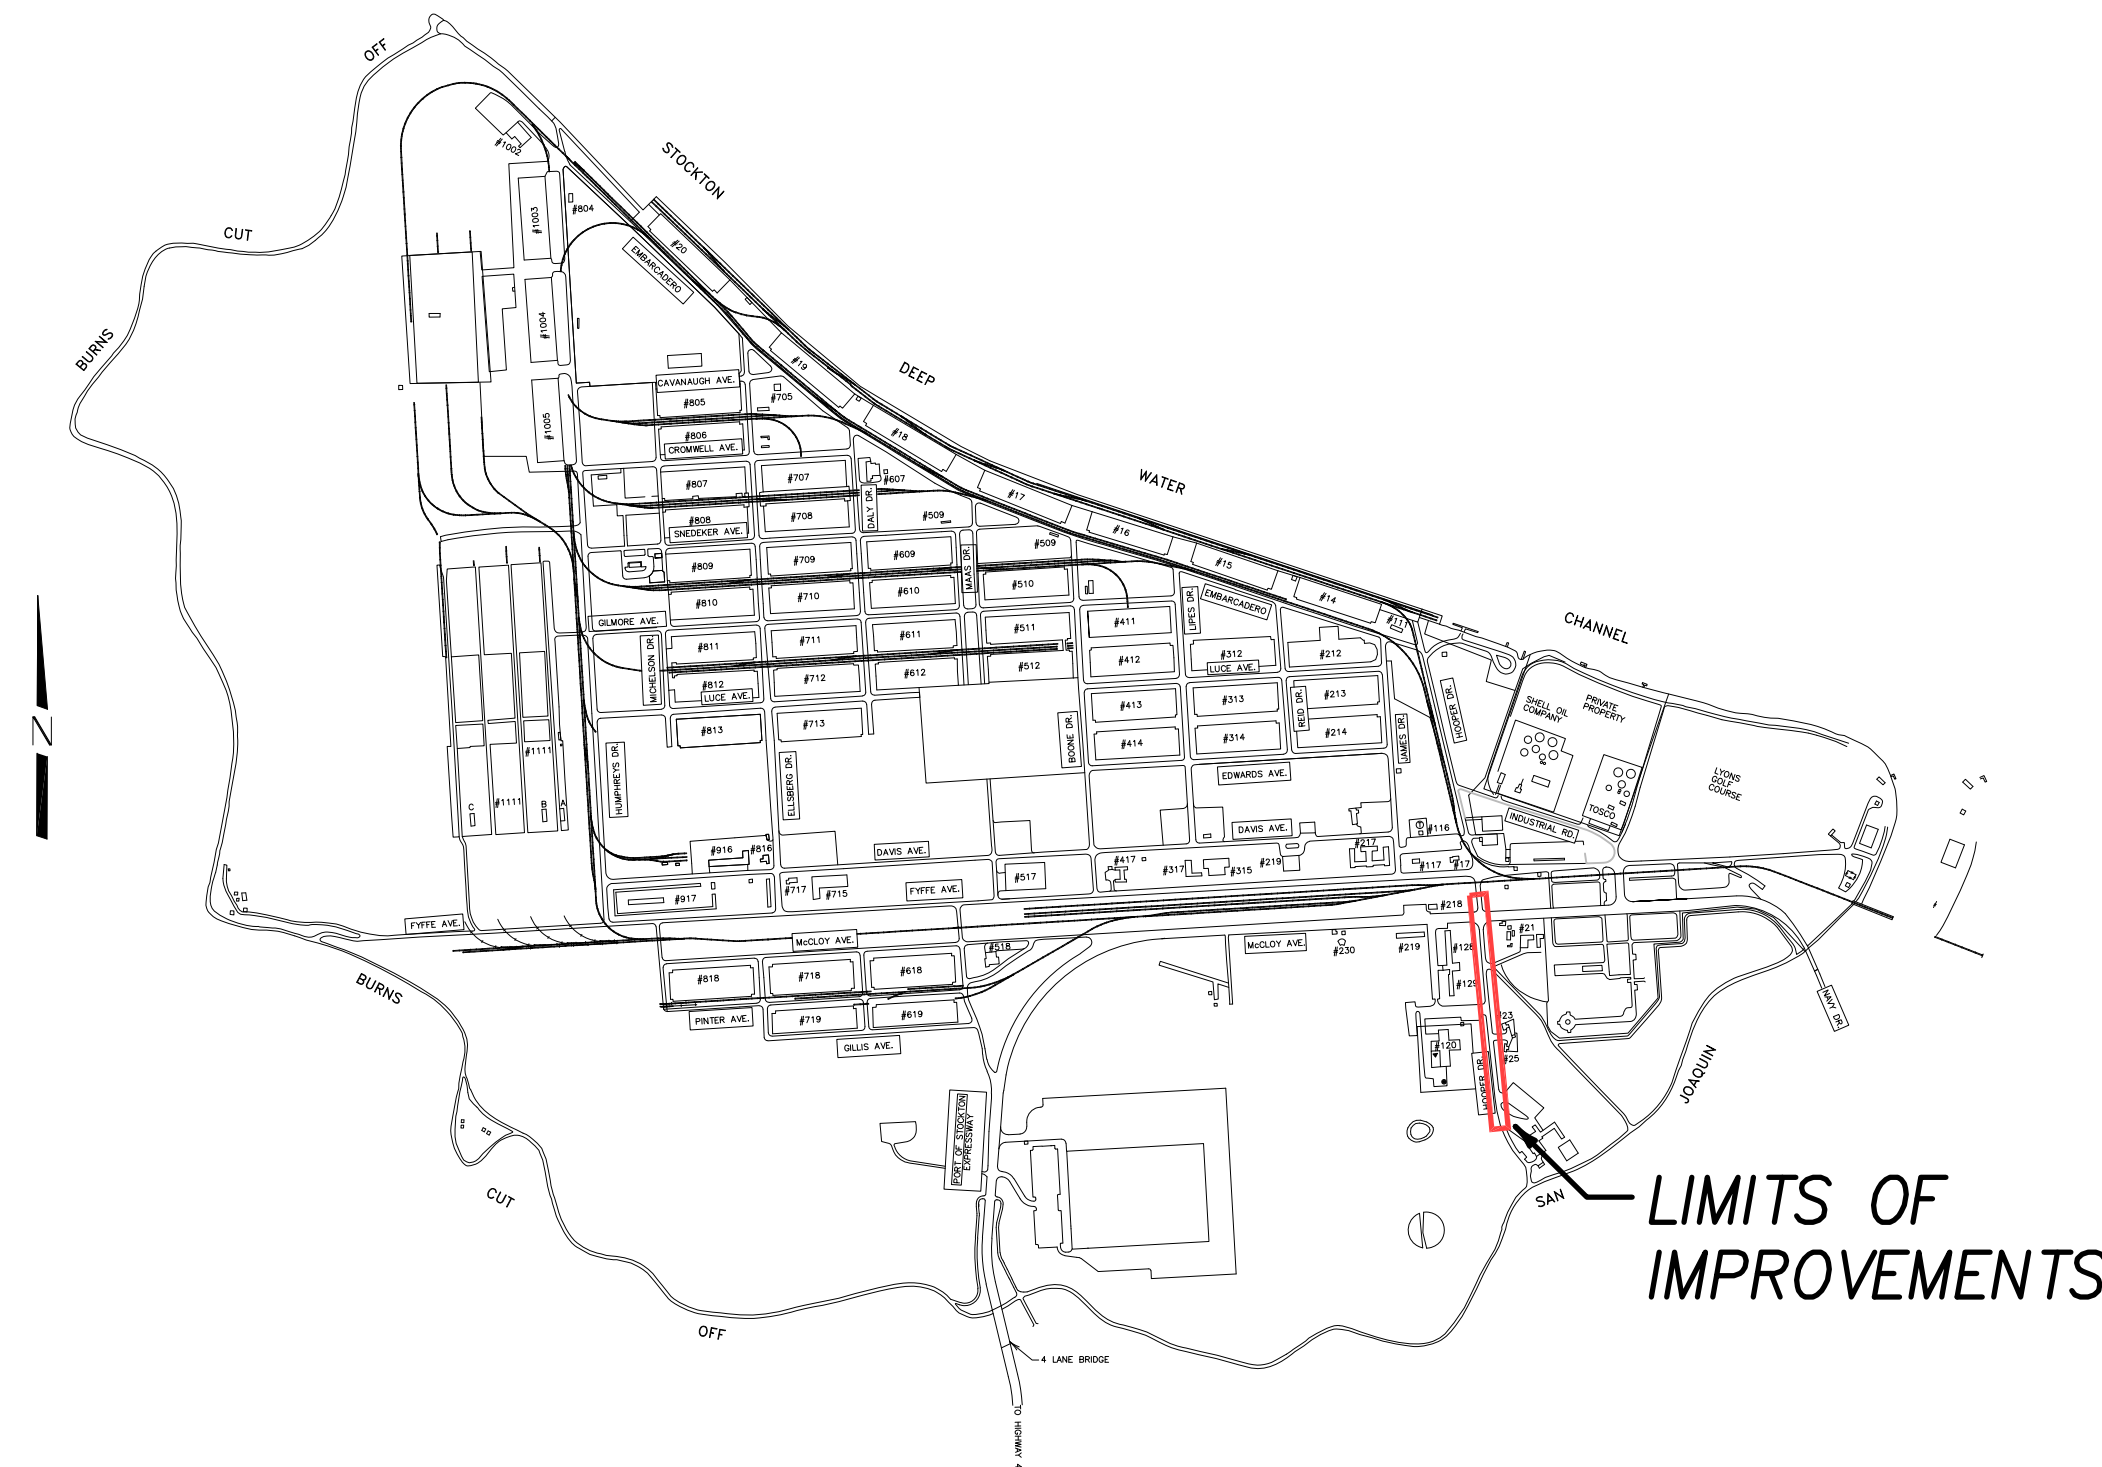 OFF
CUT
BURNS
STOCKTON
DEEP
WATER
CHANNEL
#1002
#1003
#804
#20
EMBARCADERO
#1004
#19
CAVANAUGH AVE.
#805
#705
#1005
#806
CROMWELL AVE.
#18
#807
#707
#607
#17
#808
SNEDEKER AVE.
#708
DALY DR.
#509
#16
#809
#709
#609
MAAS DR.
#509
#15
#810
#710
#610
#510
LIPES DR.
EMBARCADERO
#14
GILMORE AVE.
#811
#711
#611
#511
#411
#111
MICHELSON DR.
#812
LUCE AVE.
#712
#612
#512
#412
#312
LUCE AVE.
#212
#813
#713
#413
#313
REID DR.
#213
HOOPER DR.
SHELL OIL
COMPANY
PRIVATE
PROPERTY
N
#1111
HUMPHREYS DR.
ELLSBERG DR.
BOONE DR.
#414
#314
#214
JAMES DR.
EDWARDS AVE.
LYONS
GOLF
COURSE
C
#1111
B
A
TOSCO
INDUSTRIAL RD.
DAVIS AVE.
#116
#916
#816
DAVIS AVE.
#417
#317
#315
#219
#217
#117
#17
#917
#717
#715
FYFFE AVE.
#517
#218
FYFFE AVE.
McCLOY AVE.
#518
McCLOY AVE.
#230
#219
#128
#21
BURNS
#818
#718
#618
#129
NAVY DR.
PINTER AVE.
#719
#619
#23
GILLIS AVE.
#120
#25
HOOPER DR.
JOAQUIN
PORT OF STOCKTON
EXPRESSWAY
SAN
CUT
LIMITS OF
IMPROVEMENTS
OFF
4 LANE BRIDGE
TO HIGHWAY 4